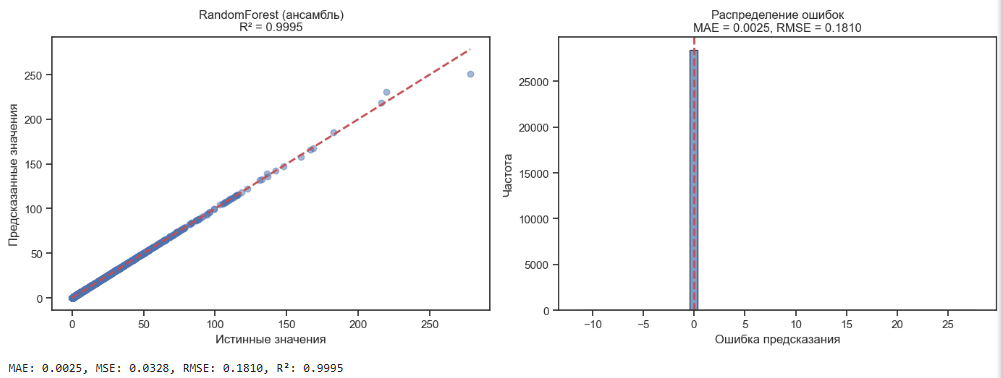 RandomForest (ансамбль)
R² = 0.9995
250
200
150
100
50
0
Предсказанные значения
0
50
100
150
200
250
Истинные значения
Распределение ошибок
MAE = 0.0025, RMSE = 0.1810
25000
20000
15000
10000
5000
0
Частота
−10
−5
0
5
10
15
20
25
Ошибка предсказания
MAE: 0.0025, MSE: 0.0328, RMSE: 0.1810, R²: 0.9995